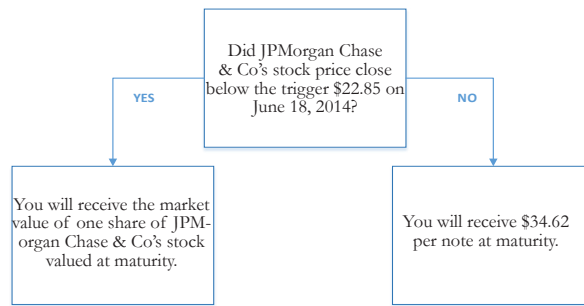 Did JPMorgan Chase
& Co’s stock price close
below the trigger $22.85 on
June 18, 2014?
YES
NO
You will receive the market
value of one share of JPM-
organ Chase & Co’s stock
valued at maturity.
You will receive $34.62
per note at maturity.